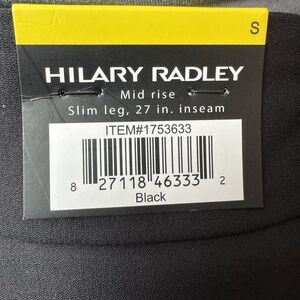 S
HILARY RADLEY
Mid rise
Slim leg, 27 in. inseam
ITEM#1753633
8 27118 46333 2
Black